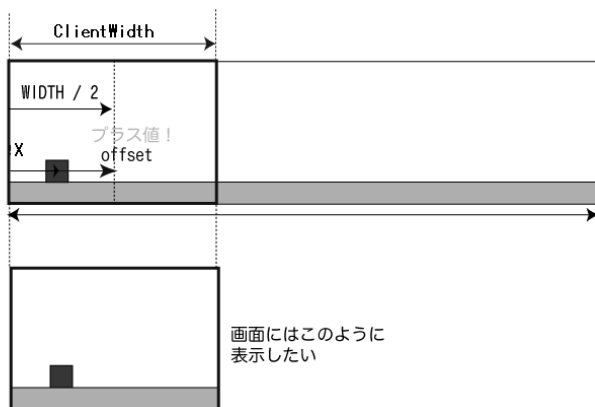 ClientWidth
WIDTH / 2
プラス値！
X
offset
画面にはこのように
表示したい